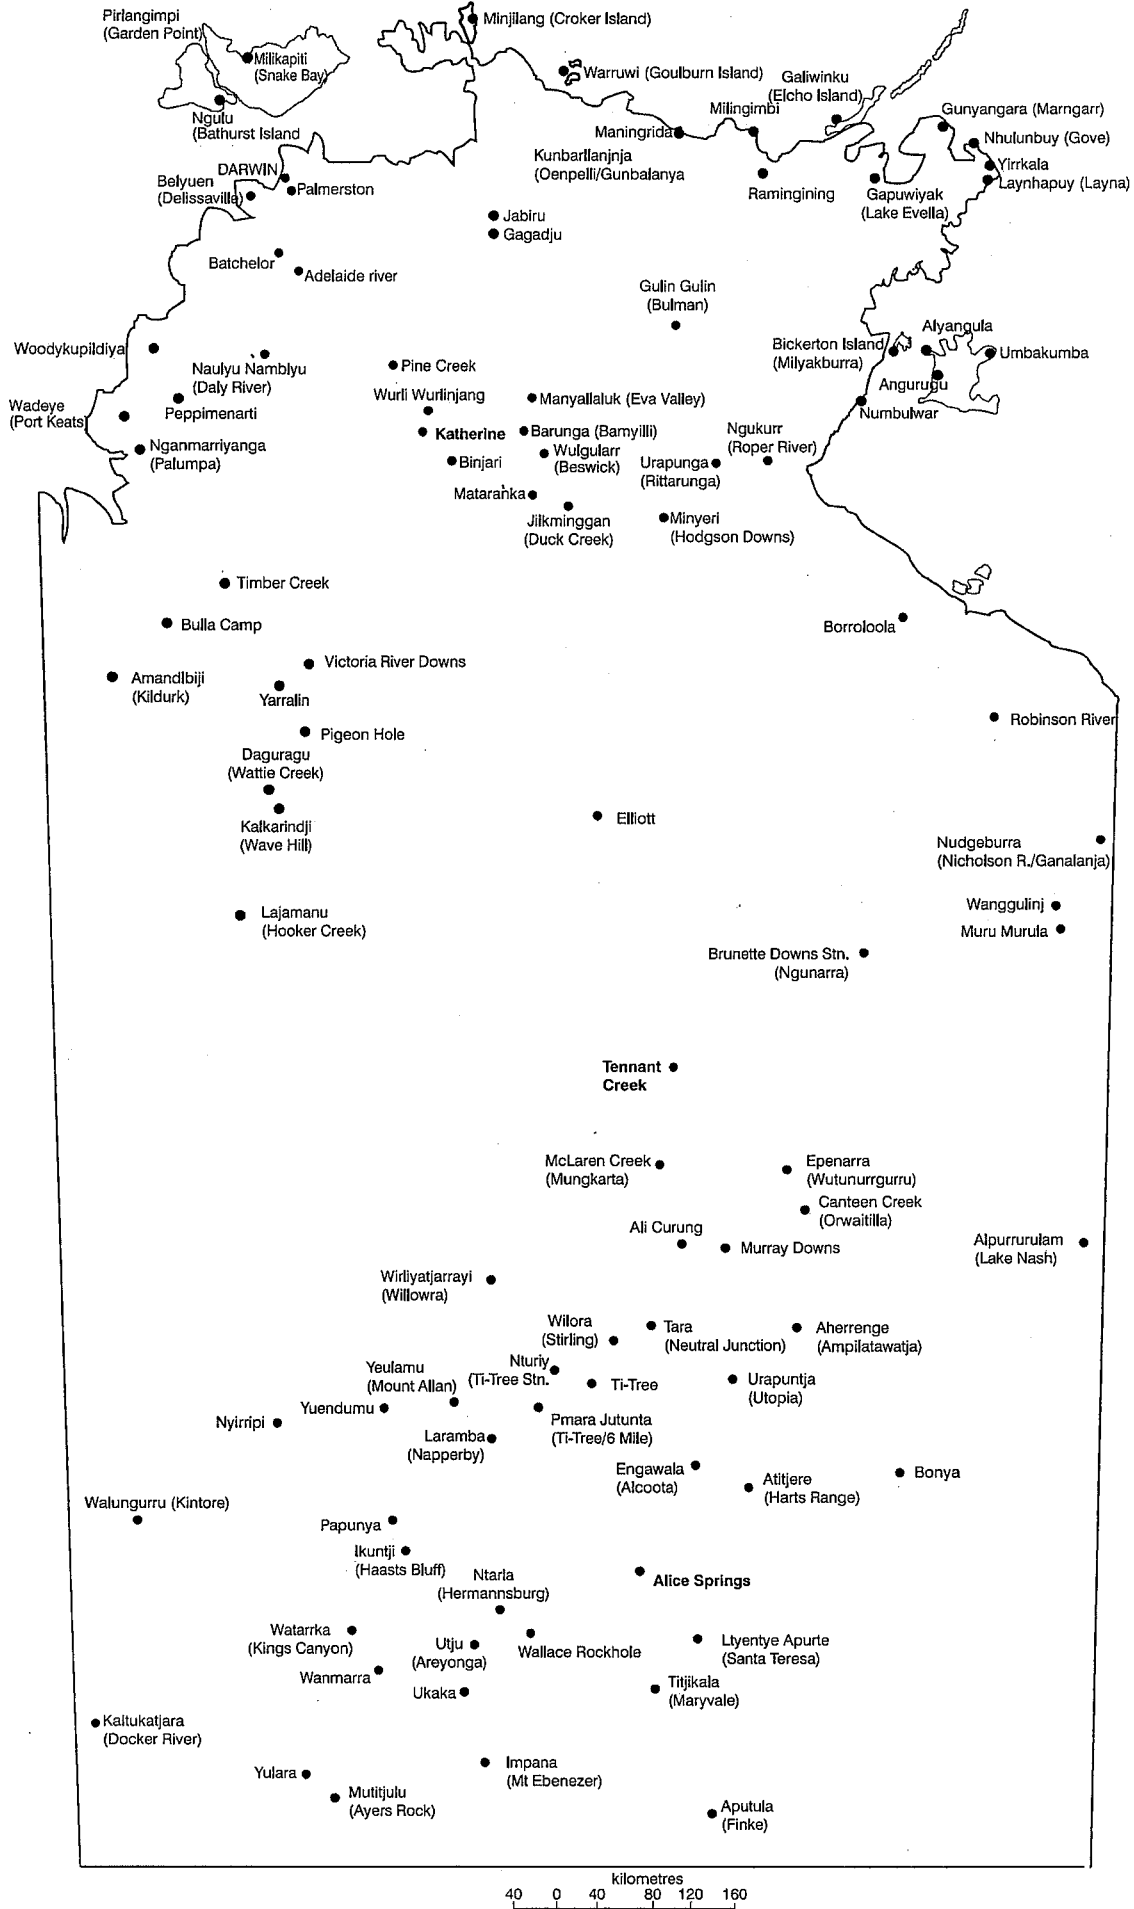 Pirlangimpi
(Garden Point)
Minjilang (Croker Island)
Milikapiti
(Snake Bay)
Warruwi (Goulburn Island)
Galiwinku
(Elcho Island)
Ngulu
(Bathurst Island
Milingimbi
Gunyangara (Marngarr)
Maningrida
Nhulunbuy (Gove)
Kunbarllanjnja
(Oenpelli/Gunbalanya
Yirrkala
DARWIN
Laynhapuy (Layna)
Belyuen
(Delissaville)
Palmerston
Ramingining
Gapuwiyak
(Lake Evella)
Jabiru
Gagadju
Batchelor
Adelaide river
Gulin Gulin
(Bulman)
Alyangula
Bickerton Island
(Milyakburra)
Umbakumba
Woodykupildiya
Naulyu Namblyu
(Daly River)
Pine Creek
Angurugu
Wurli Wurlinjang
Manyallaluk (Eva Valley)
Numbulwar
Wadeye
(Port Keats)
Peppimenarti
Katherine
Barunga (Bamyilli)
Ngukurr
(Roper River)
Nganmarriyanga
(Palumpa)
Binjari
Wulgularr
(Beswick)
Urapunga
(Rittarunga)
Mataranka
Jilkminggan
(Duck Creek)
Minyeri
(Hodgson Downs)
Timber Creek
Bulla Camp
Borroloola
Victoria River Downs
Amandlbiji
(Kildurk)
Yarralin
Robinson River
Pigeon Hole
Daguragu
(Wattie Creek)
Kalkarindji
(Wave Hill)
Elliott
Nudgeburra
(Nicholson R./Ganalanja)
Lajamanu
(Hooker Creek)
Wanggulinj
Muru Murula
Brunette Downs Stn.
(Ngunarra)
Tennant
Creek
McLaren Creek
(Mungkarta)
Epenarra
(Wutunurrgurru)
Canteen Creek
(Orwaitilla)
Ali Curung
Murray Downs
Alpurrurulam
(Lake Nash)
Wirliyatjarrayi
(Willowra)
Wilora
(Stirling)
Tara
(Neutral Junction)
Aherrenge
(Ampilatawatja)
Nturiy
(Ti-Tree Stn.
Yeulamu
(Mount Allan)
Ti-Tree
Urapuntja
(Utopia)
Yuendumu
Nyirripi
Pmara Jutunta
(Ti-Tree/6 Mile)
Laramba
(Napperby)
Engawala
(Alcoota)
Atitjere
(Harts Range)
Bonya
Walungurru (Kintore)
Papunya
Ikuntji
(Haasts Bluff)
Ntarla
(Hermannsburg)
Alice Springs
Watarrka
(Kings Canyon)
Utju
(Areyonga)
Wallace Rockhole
Ltyentye Apurte
(Santa Teresa)
Wanmarra
Ukaka
Titjikala
(Maryvale)
Kaltukatjara
(Docker River)
Yulara
Impana
(Mt Ebenezer)
Mutitjulu
(Ayers Rock)
Aputula
(Finke)
kilometres
40 0 40 80 120 160